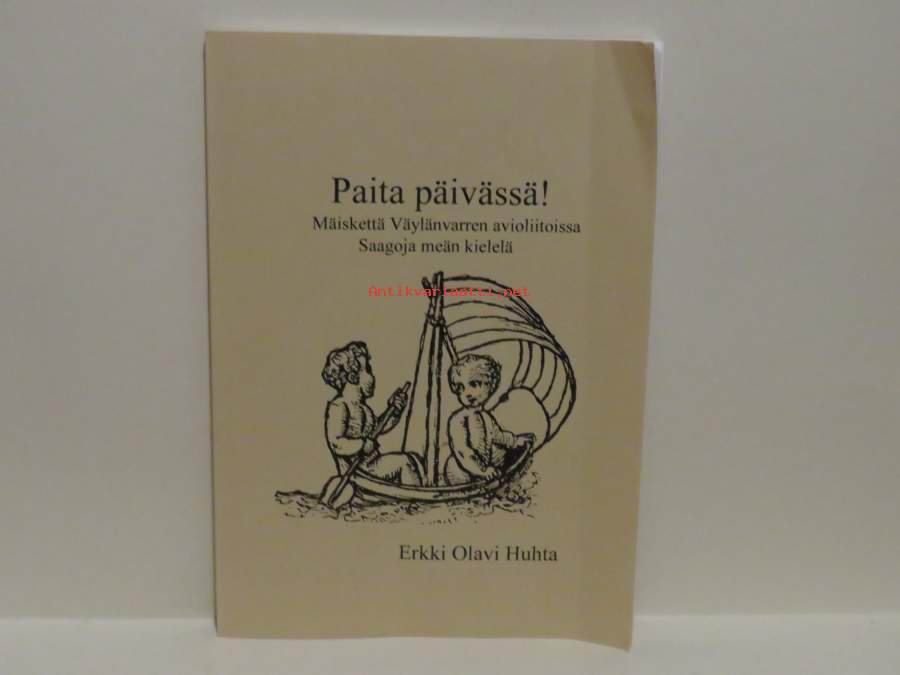 Paita päivässä!
Mäiskettä Väylänvarren avioliitoissa
Saagoja meän kielelä
Antikvariaatti.net
Erkki Olavi Huhta